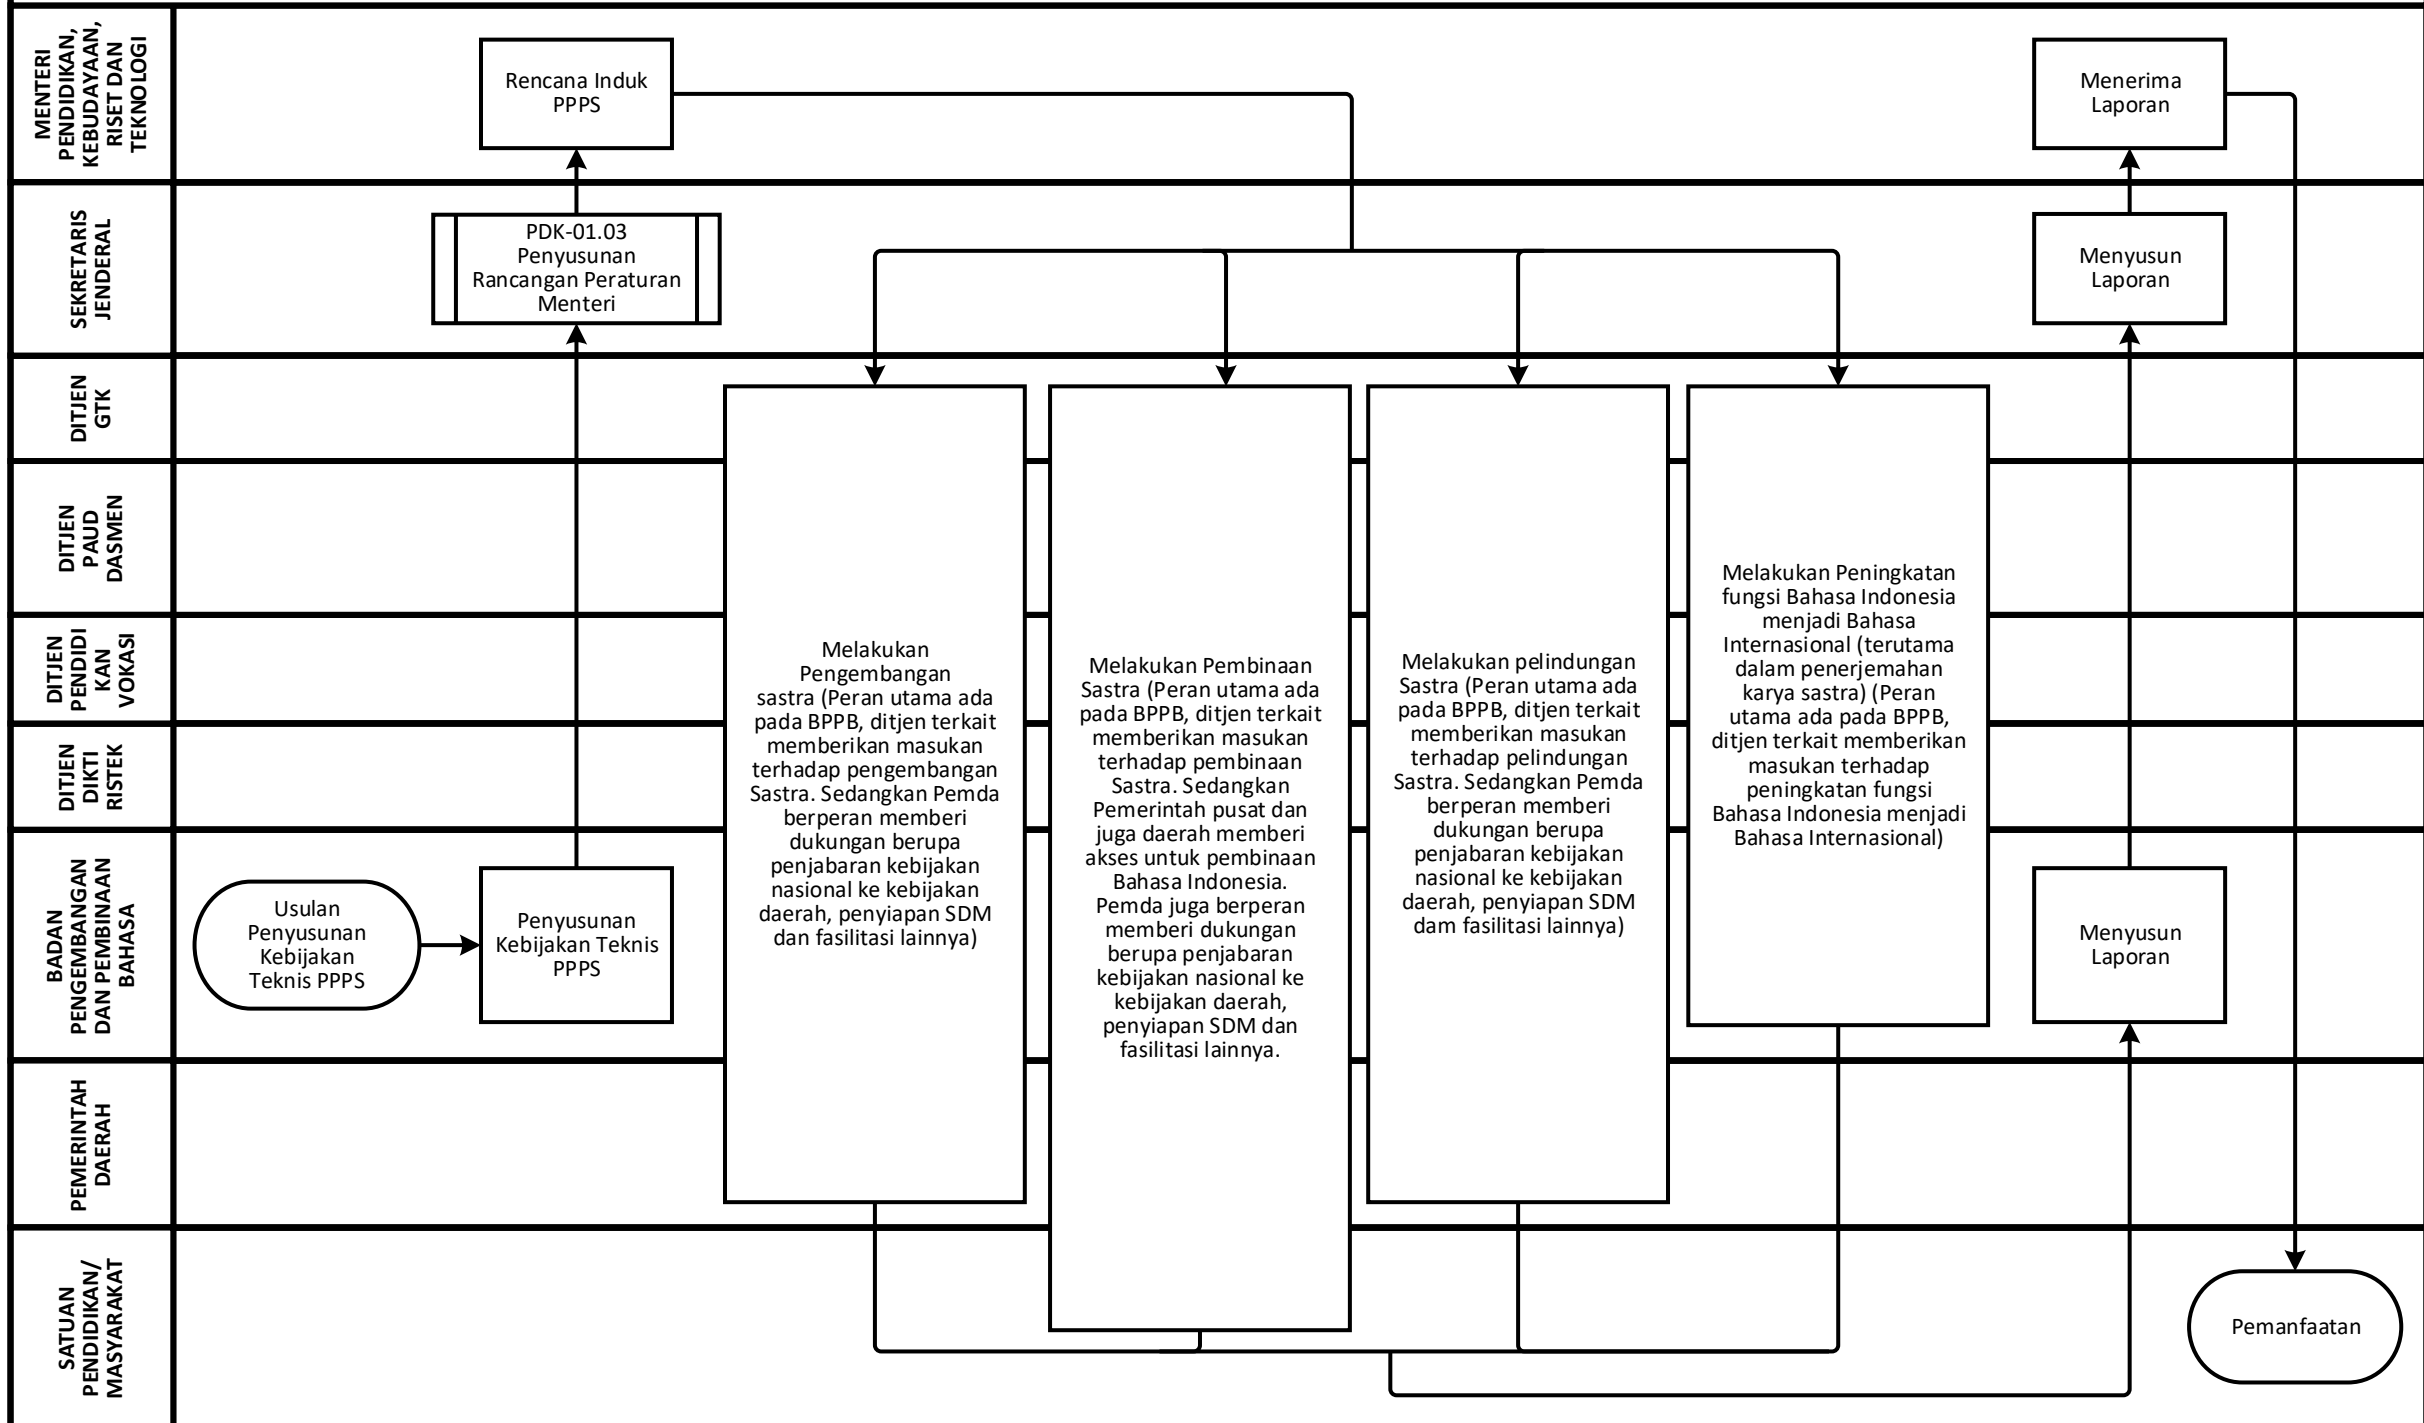 MENTERI
PENDIDIKAN,
KEBUDAYAAN,
RISET DAN
TEKNOLOGI
Rencana Induk
PPPS
Menerima
Laporan
SEKRETARIS
JENDERAL
PDK-01.03
Penyusunan
Rancangan Peraturan
Menteri
Menyusun
Laporan
DITJEN
GTK
DITJEN
PAUD
DASMEN
DITJEN
PENDIDI
KAN
VOKASI
DITJEN
DIKTI
RISTEK
Melakukan
Pengembangan
sastra (Peran utama ada
pada BPPB, ditjen terkait
memberikan masukan
terhadap pengembangan
Sastra. Sedangkan Pemda
berperan memberi
dukungan berupa
penjabaran kebijakan
nasional ke kebijakan
daerah, penyiapan SDM
dan fasilitasi lainnya)
Melakukan Pembinaan
Sastra (Peran utama ada
pada BPPB, ditjen terkait
memberikan masukan
terhadap pembinaan
Sastra. Sedangkan
Pemerintah pusat dan
juga daerah memberi
akses untuk pembinaan
Bahasa Indonesia.
Pemda juga berperan
memberi dukungan
berupa penjabaran
kebijakan nasional ke
kebijakan daerah,
penyiapan SDM dan
fasilitasi lainnya.
Melakukan pelindungan
Sastra (Peran utama ada
pada BPPB, ditjen terkait
memberikan masukan
terhadap pelindungan
Sastra. Sedangkan Pemda
berperan memberi
dukungan berupa
penjabaran kebijakan
nasional ke kebijakan
daerah, penyiapan SDM
dam fasilitasi lainnya)
Melakukan Peningkatan
fungsi Bahasa Indonesia
menjadi Bahasa
Internasional (terutama
dalam penerjemahan
karya sastra) (Peran
utama ada pada BPPB,
ditjen terkait memberikan
masukan terhadap
peningkatan fungsi
Bahasa Indonesia menjadi
Bahasa Internasional)
BADAN
PENGEMBANGAN
DAN PEMBINAAN
BAHASA
Usulan
Penyusunan
Kebijakan
Teknis PPPS
Penyusunan
Kebijakan Teknis
PPPS
Menyusun
Laporan
PEMERINTAH
DAERAH
SATUAN
PENDIDIKAN/
MASYARAKAT
Pemanfaatan